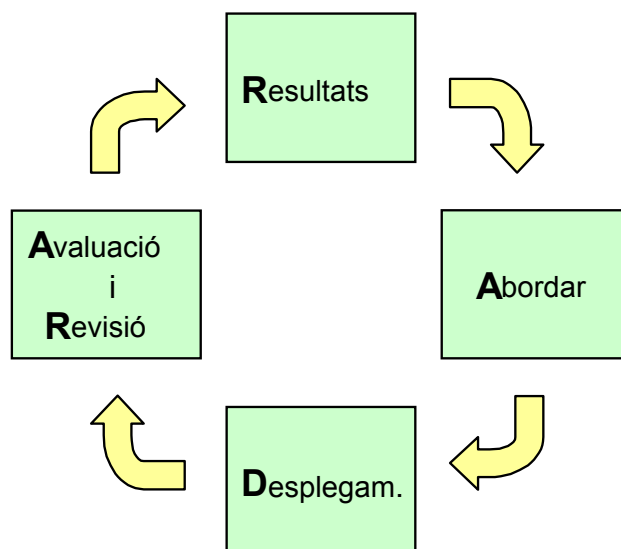 Resultats
Avaluació
i
Revisió
Abordar
Desplegam.